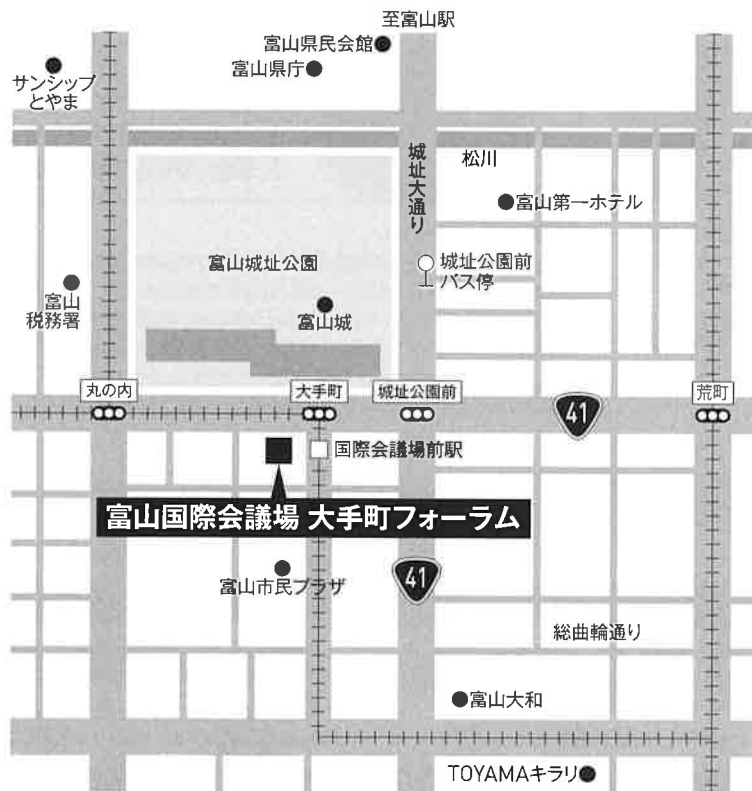 至富山駅
富山県民会館
富山県庁
サンシップ
とやま
城址大通り
松川
富山第一ホテル
富山城址公園
城址公園前
バス停
富山
税務署
富山城
丸の内
大手町
城址公園前
荒町
41
国際会議場前駅
富山国際会議場 大手町フォーラム
富山市民プラザ
41
総曲輪通り
富山大和
TOYAMAキラリ